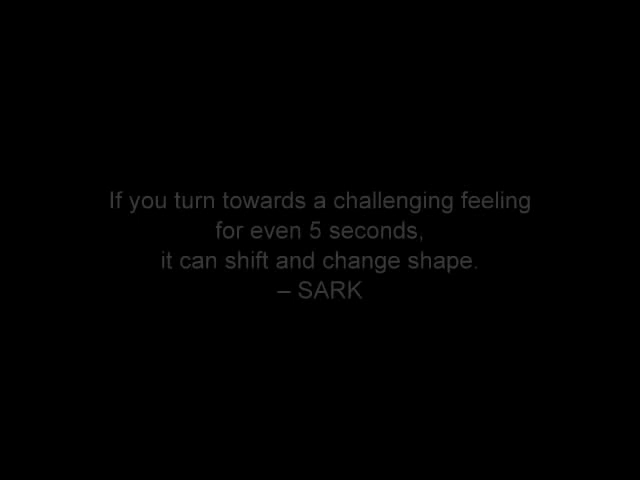 If you turn towards a challenging feeling
for even 5 seconds,
it can shift and change shape.
– SARK